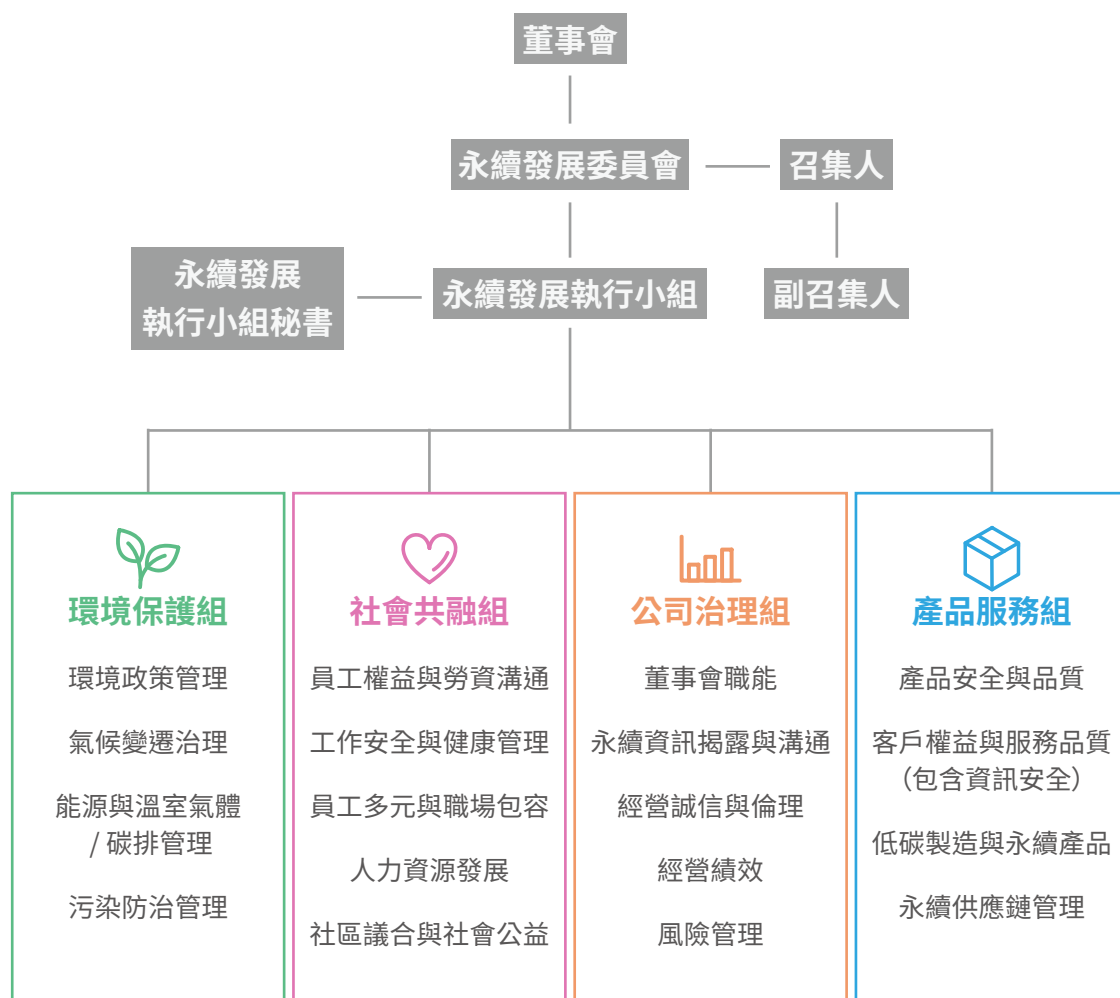 董事會
永續發展委員會
召集人
永續發展
執行小組秘書
永續發展執行小組
副召集人
環境保護組
環境政策管理
氣候變遷治理
能源與溫室氣體
/ 碳排管理
污染防治管理
社會共融組
員工權益與勞資溝通
工作安全與健康管理
員工多元與職場包容
人力資源發展
社區議合與社會公益
公司治理組
董事會職能
永續資訊揭露與溝通
經營誠信與倫理
經營績效
風險管理
產品服務組
產品安全與品質
客戶權益與服務品質
（包含資訊安全）
低碳製造與永續產品
永續供應鏈管理